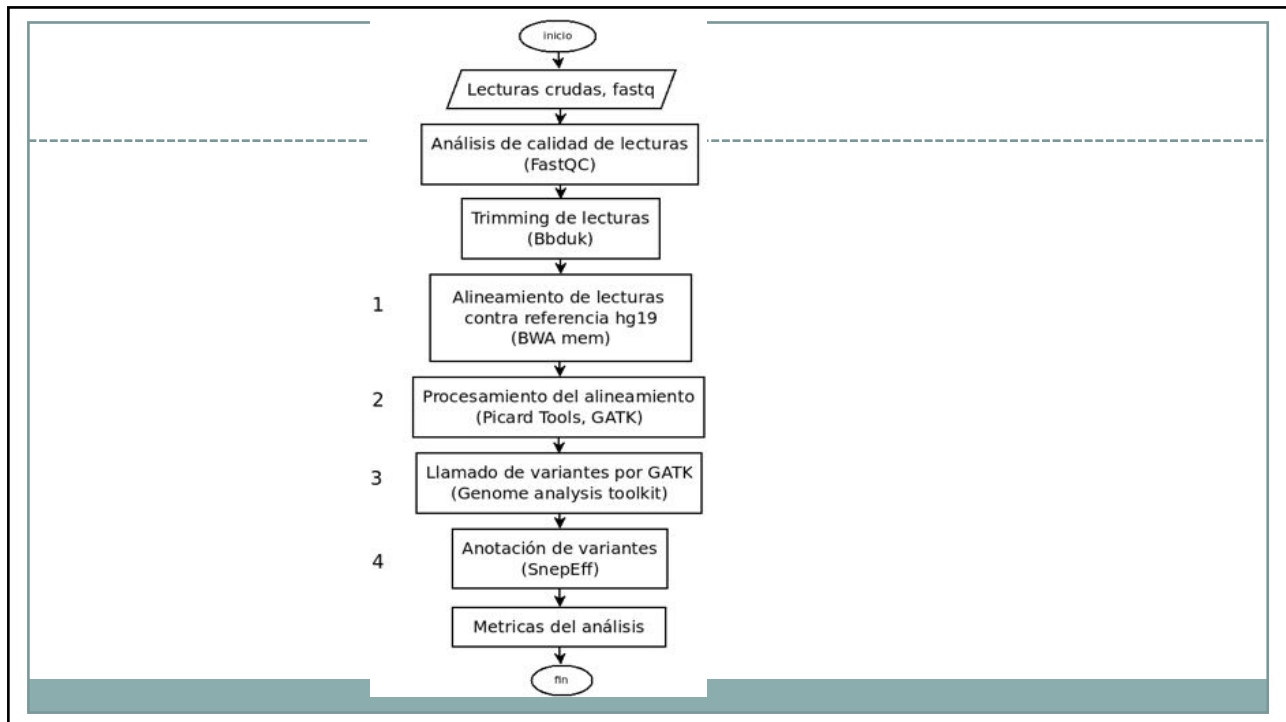 inicio
Lecturas crudas, fastq
Análisis de calidad de lecturas
(FastQC)
Trimming de lecturas
(Bbduk)
1
Alineamiento de lecturas
contra referencia hg19
(BWA mem)
2
Procesamiento del alineamiento
(Picard Tools, GATK)
3
Llamado de variantes por GATK
(Genome analysis toolkit)
4
Anotación de variantes
(SnepEff)
Metricas del análisis
fin